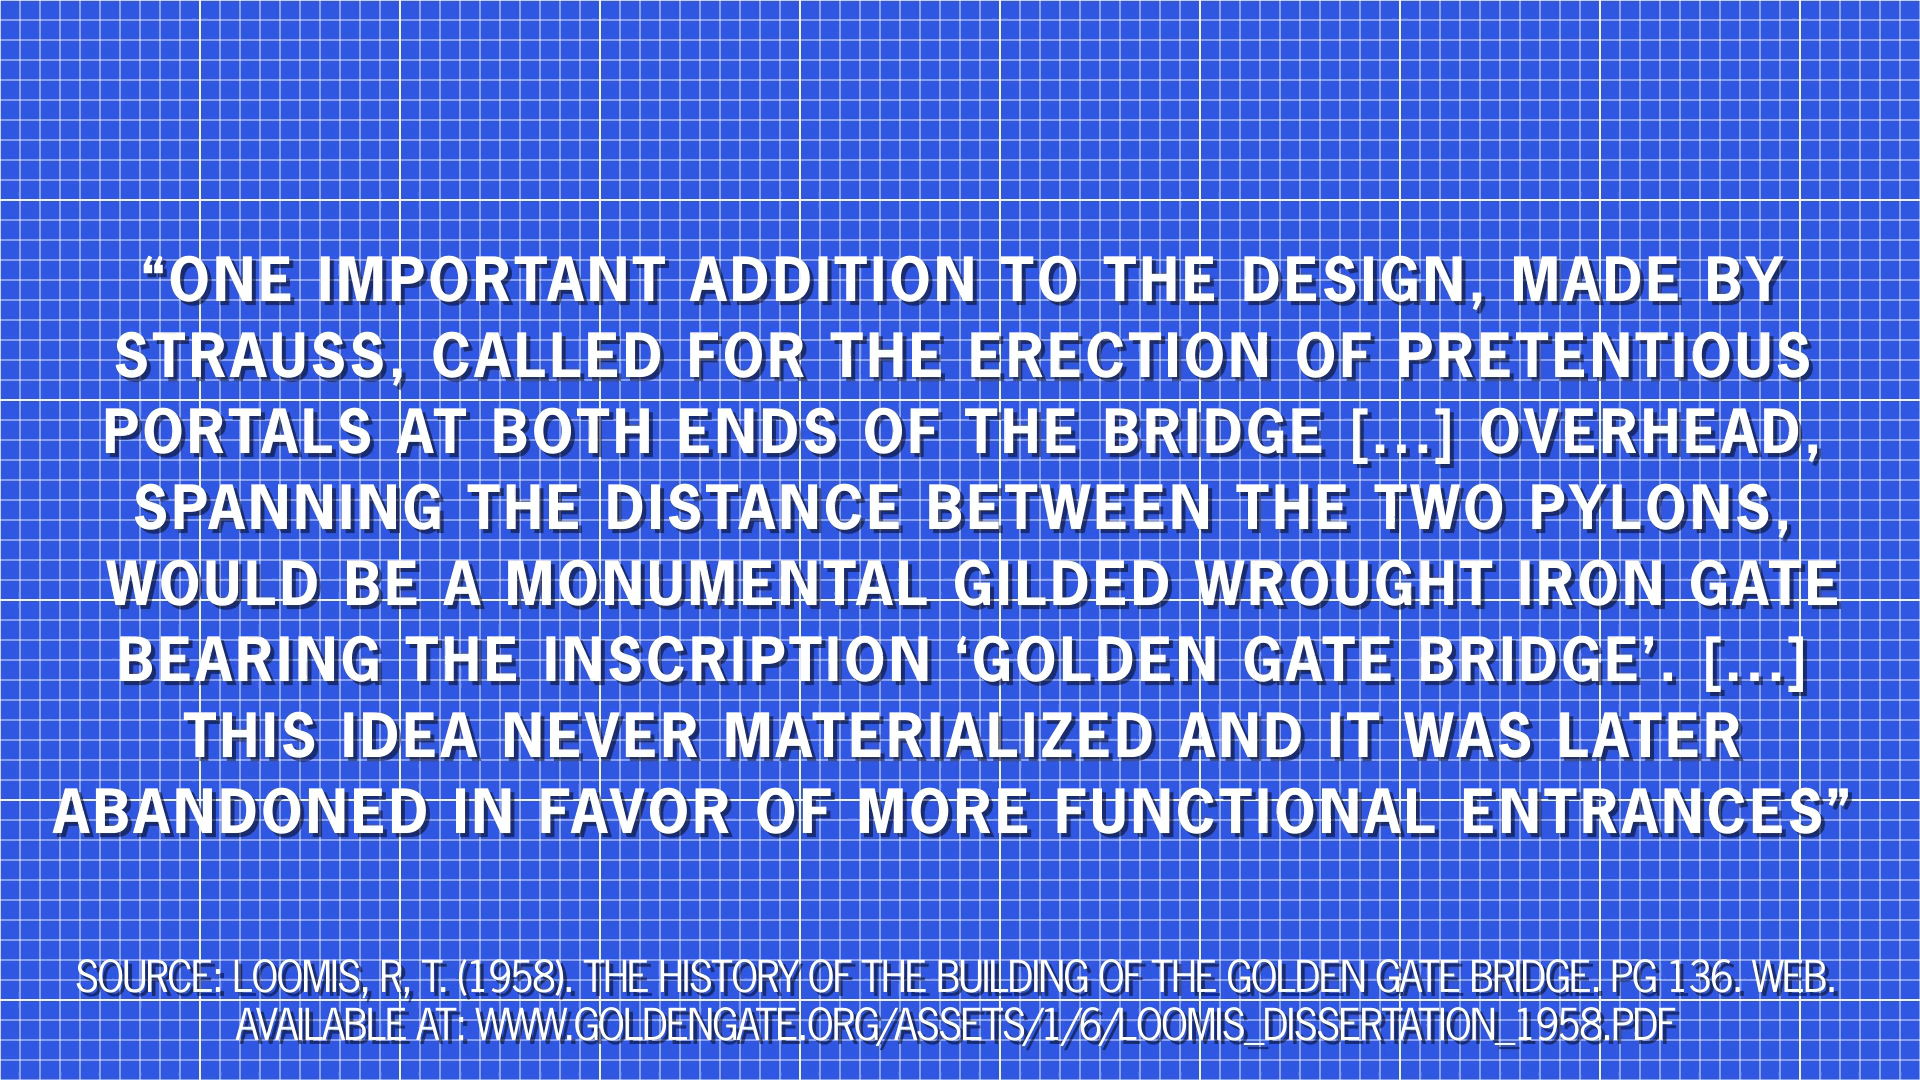 “ONE IMPORTANT ADDITION TO THE DESIGN, MADE BY
STRAUSS, CALLED FOR THE ERECTION OF PRETENTIOUS
PORTALS AT BOTH ENDS OF THE BRIDGE [...] OVERHEAD,
SPANNING THE DISTANCE BETWEEN THE TWO PYLONS,
WOULD BE A MONUMENTAL GILDED WROUGHT IRON GATE
BEARING THE INSCRIPTION ‘GOLDEN GATE BRIDGE’. [...]
THIS IDEA NEVER MATERIALIZED AND IT WAS LATER
ABANDONED IN FAVOR OF MORE FUNCTIONAL ENTRANCES”
SOURCE: LOOMIS, R, T. (1958). THE HISTORY OF THE BUILDING OF THE GOLDEN GATE BRIDGE. PG 136. WEB.
AVAILABLE AT: WWW.GOLDENGATE.ORG/ASSETS/1/6/LOOMIS_DISSERTATION_1958.PDF